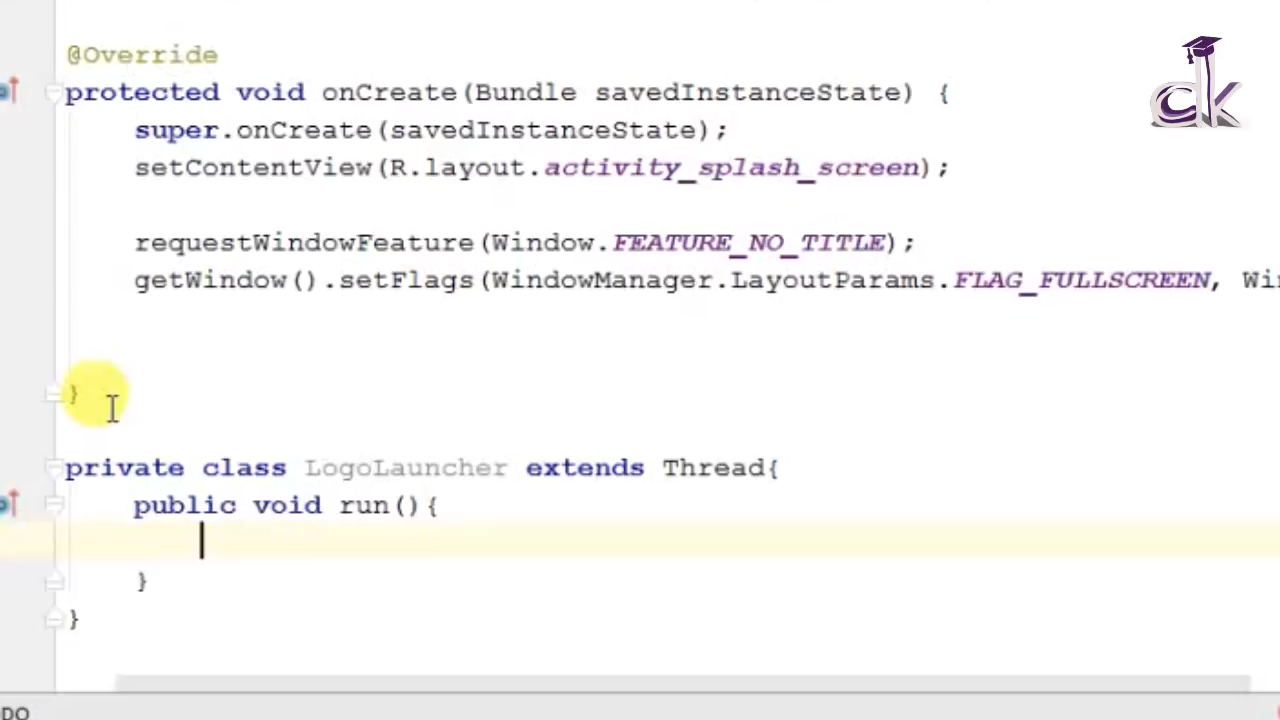 @Override
protected void onCreate(Bundle savedInstanceState) {
super.onCreate(savedInstanceState);
setContentView(R.layout.activity_splash_screen);
requestWindowFeature(Window.FEATURE_NO_TITLE);
getWindow().setFlags(WindowManager.LayoutParams.FLAG_FULLSCREEN,
}
private class LogoLauncher extends Thread{
public void run(){
}
}
dk